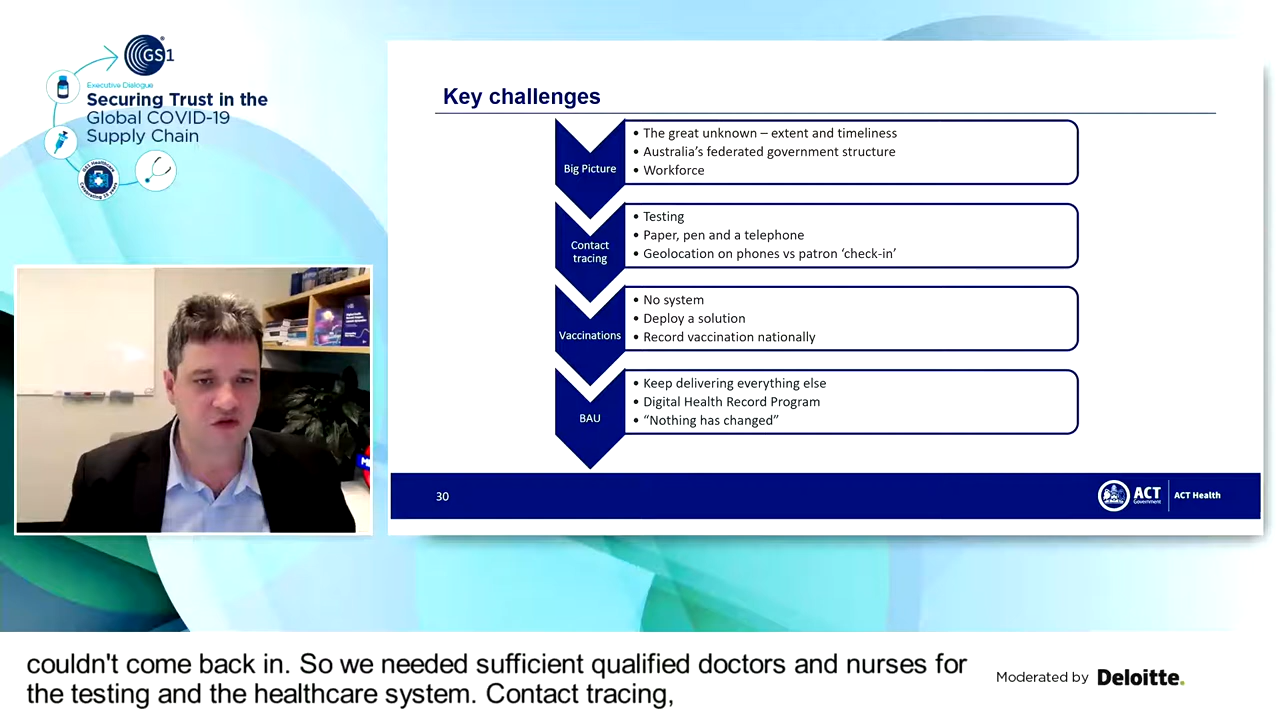 GS1
Executive Dialogue
Securing Trust in the
Global COVID-19
Supply Chain
GS1 Healthcare
Key challenges
Big Picture
• The great unknown – extent and timeliness
• Australia's federated government structure
• Workforce
Contact
tracing
• Testing
• Paper, pen and a telephone
• Geolocation on phones vs patron 'check-in'
Vaccinations
• No system
• Deploy a solution
• Record vaccination nationally
BAU
• Keep delivering everything else
• Digital Health Record Program
• "Nothing has changed"
30
ACT
Government
ACT Health
couldn't come back in. So we needed sufficient qualified doctors and nurses for
the testing and the healthcare system. Contact tracing,
Moderated by Deloitte.